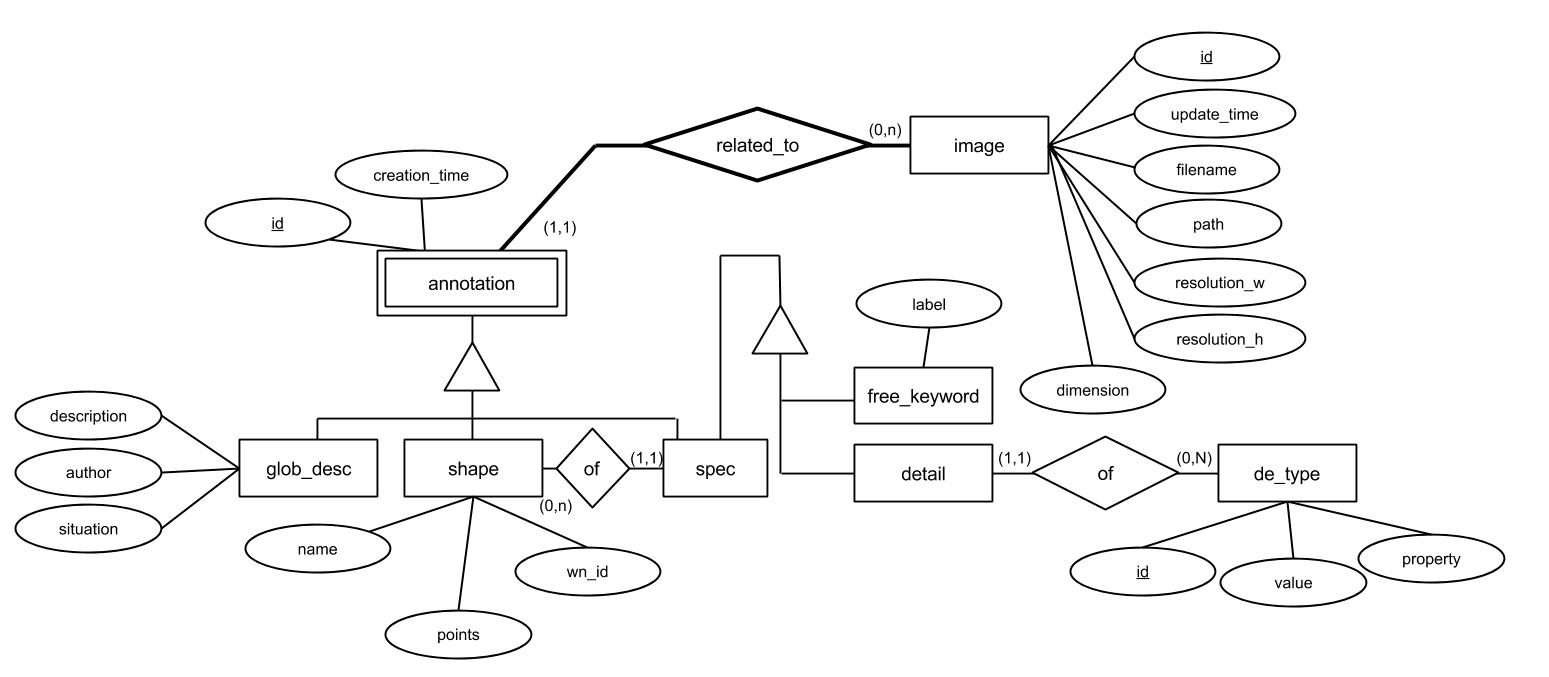 id
update_time
(0,n)
related_to
image
filename
creation_time
id
path
(1,1)
annotation
resolution_w
label
resolution_h
dimension
free_keyword
description
glob_desc
shape
of
(1,1)
spec
detail
(1,1)
of
(0,N)
de_type
author
(0,n)
situation
name
wn_id
property
id
value
points